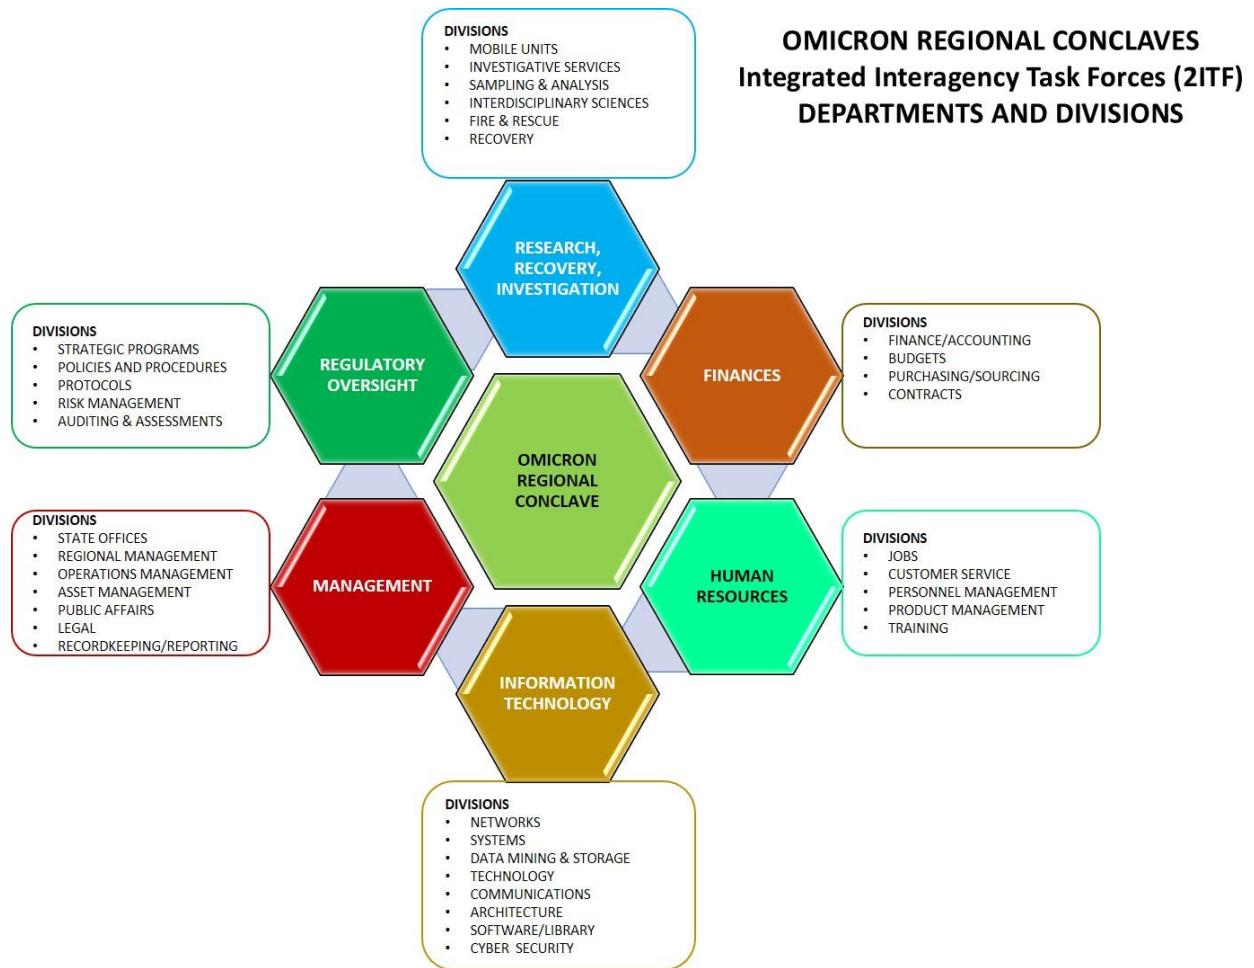 OMICRON REGIONAL CONCLAVES
Integrated Interagency Task Forces (2ITF)
DEPARTMENTS AND DIVISIONS
DIVISIONS
• MOBILE UNITS
• INVESTIGATIVE SERVICES
• SAMPLING & ANALYSIS
• INTERDISCIPLINARY SCIENCES
• FIRE & RESCUE
• RECOVERY
RESEARCH,
RECOVERY,
INVESTIGATION
DIVISIONS
• STRATEGIC PROGRAMS
• POLICIES AND PROCEDURES
• PROTOCOLS
• RISK MANAGEMENT
• AUDITING & ASSESSMENTS
REGULATORY
OVERSIGHT
FINANCES
DIVISIONS
• FINANCE/ACCOUNTING
• BUDGETS
• PURCHASING/SOURCING
• CONTRACTS
OMICRON
REGIONAL
CONCLAVE
DIVISIONS
• STATE OFFICES
• REGIONAL MANAGEMENT
• OPERATIONS MANAGEMENT
• ASSET MANAGEMENT
• PUBLIC AFFAIRS
• LEGAL
• RECORDKEEPING/REPORTING
MANAGEMENT
HUMAN
RESOURCES
DIVISIONS
• JOBS
• CUSTOMER SERVICE
• PERSONNEL MANAGEMENT
• PRODUCT MANAGEMENT
• TRAINING
INFORMATION
TECHNOLOGY
DIVISIONS
• NETWORKS
• SYSTEMS
• DATA MINING & STORAGE
• TECHNOLOGY
• COMMUNICATIONS
• ARCHITECTURE
• SOFTWARE/LIBRARY
• CYBER SECURITY